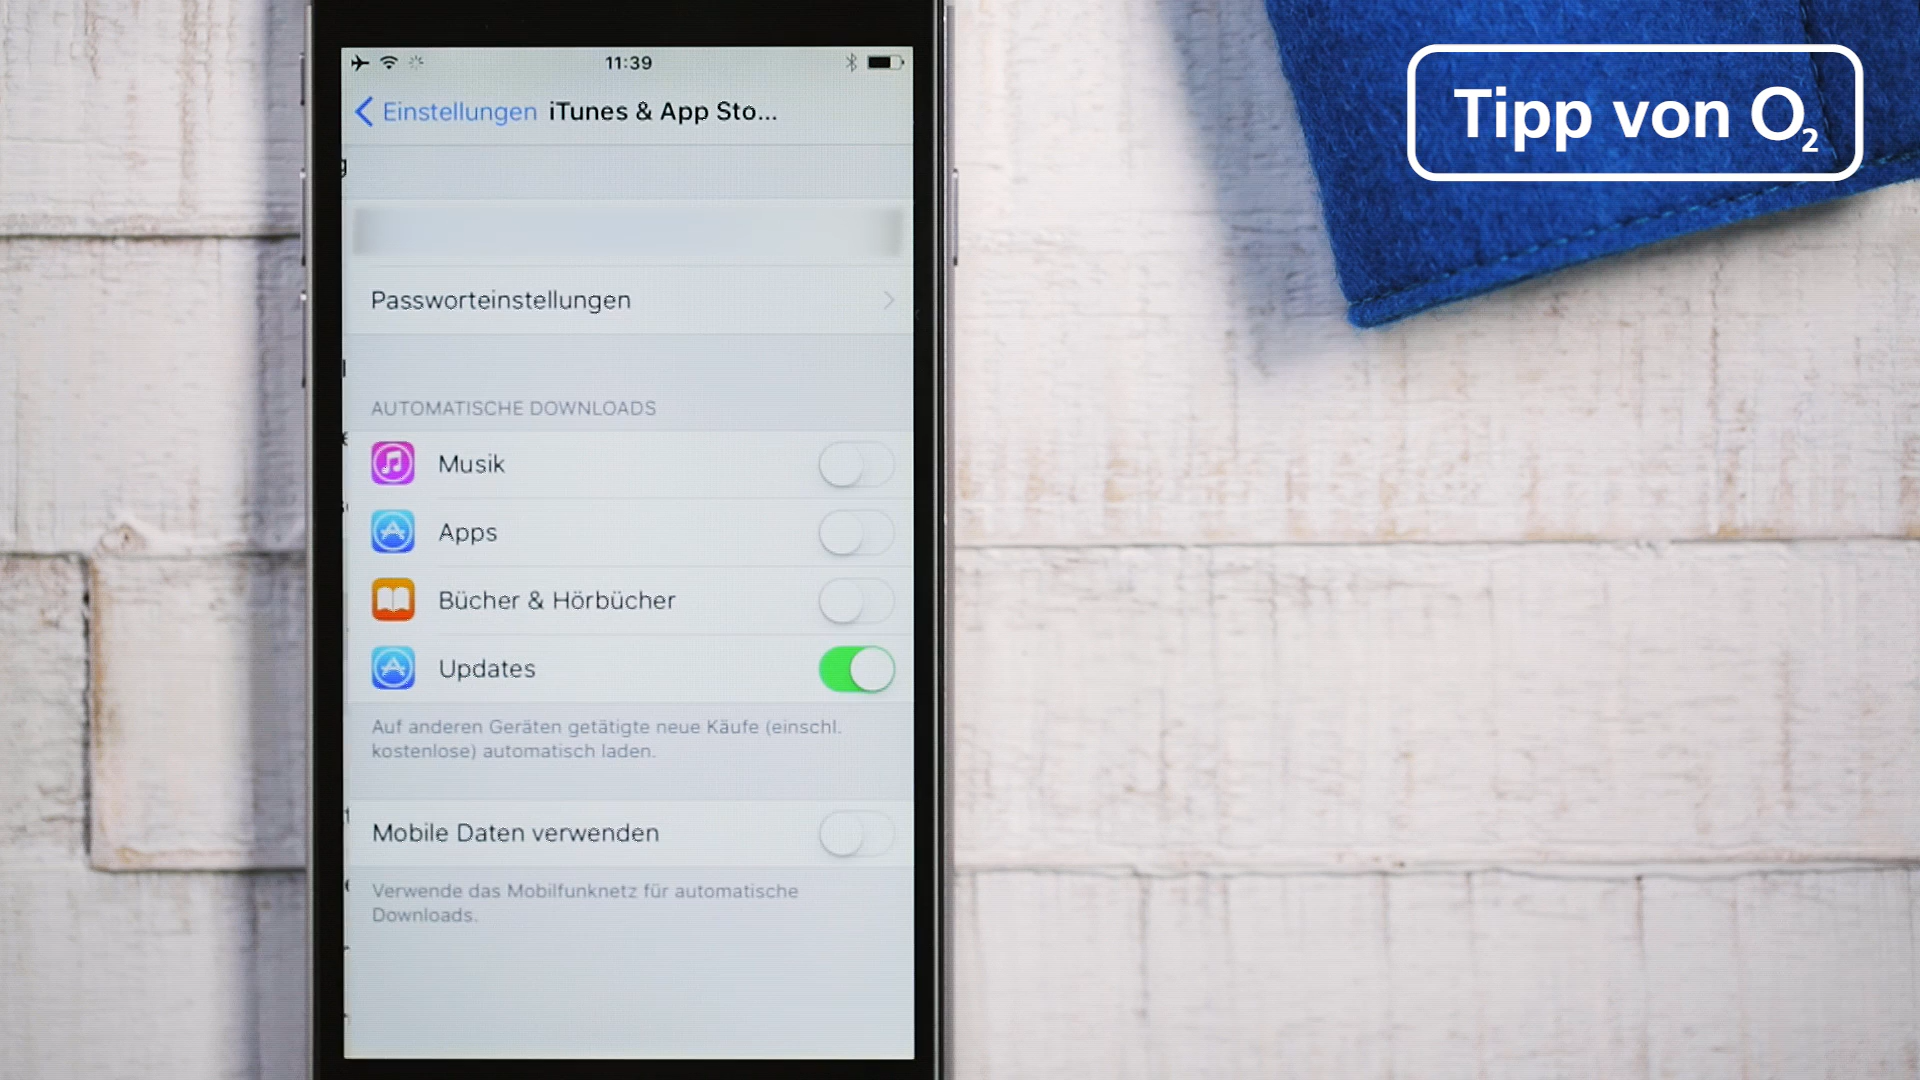 11:39
Einstellungen iTunes & App Sto...
Passworteinstellungen
AUTOMATISCHE DOWNLOADS
Musik
Apps
Bücher & Hörbücher
Updates
Auf anderen Geräten getätigte neue Käufe (einschl.
kostenlose) automatisch laden.
Mobile Daten verwenden
Verwende das Mobilfunknetz für automatische
Downloads.
Tipp von O₂